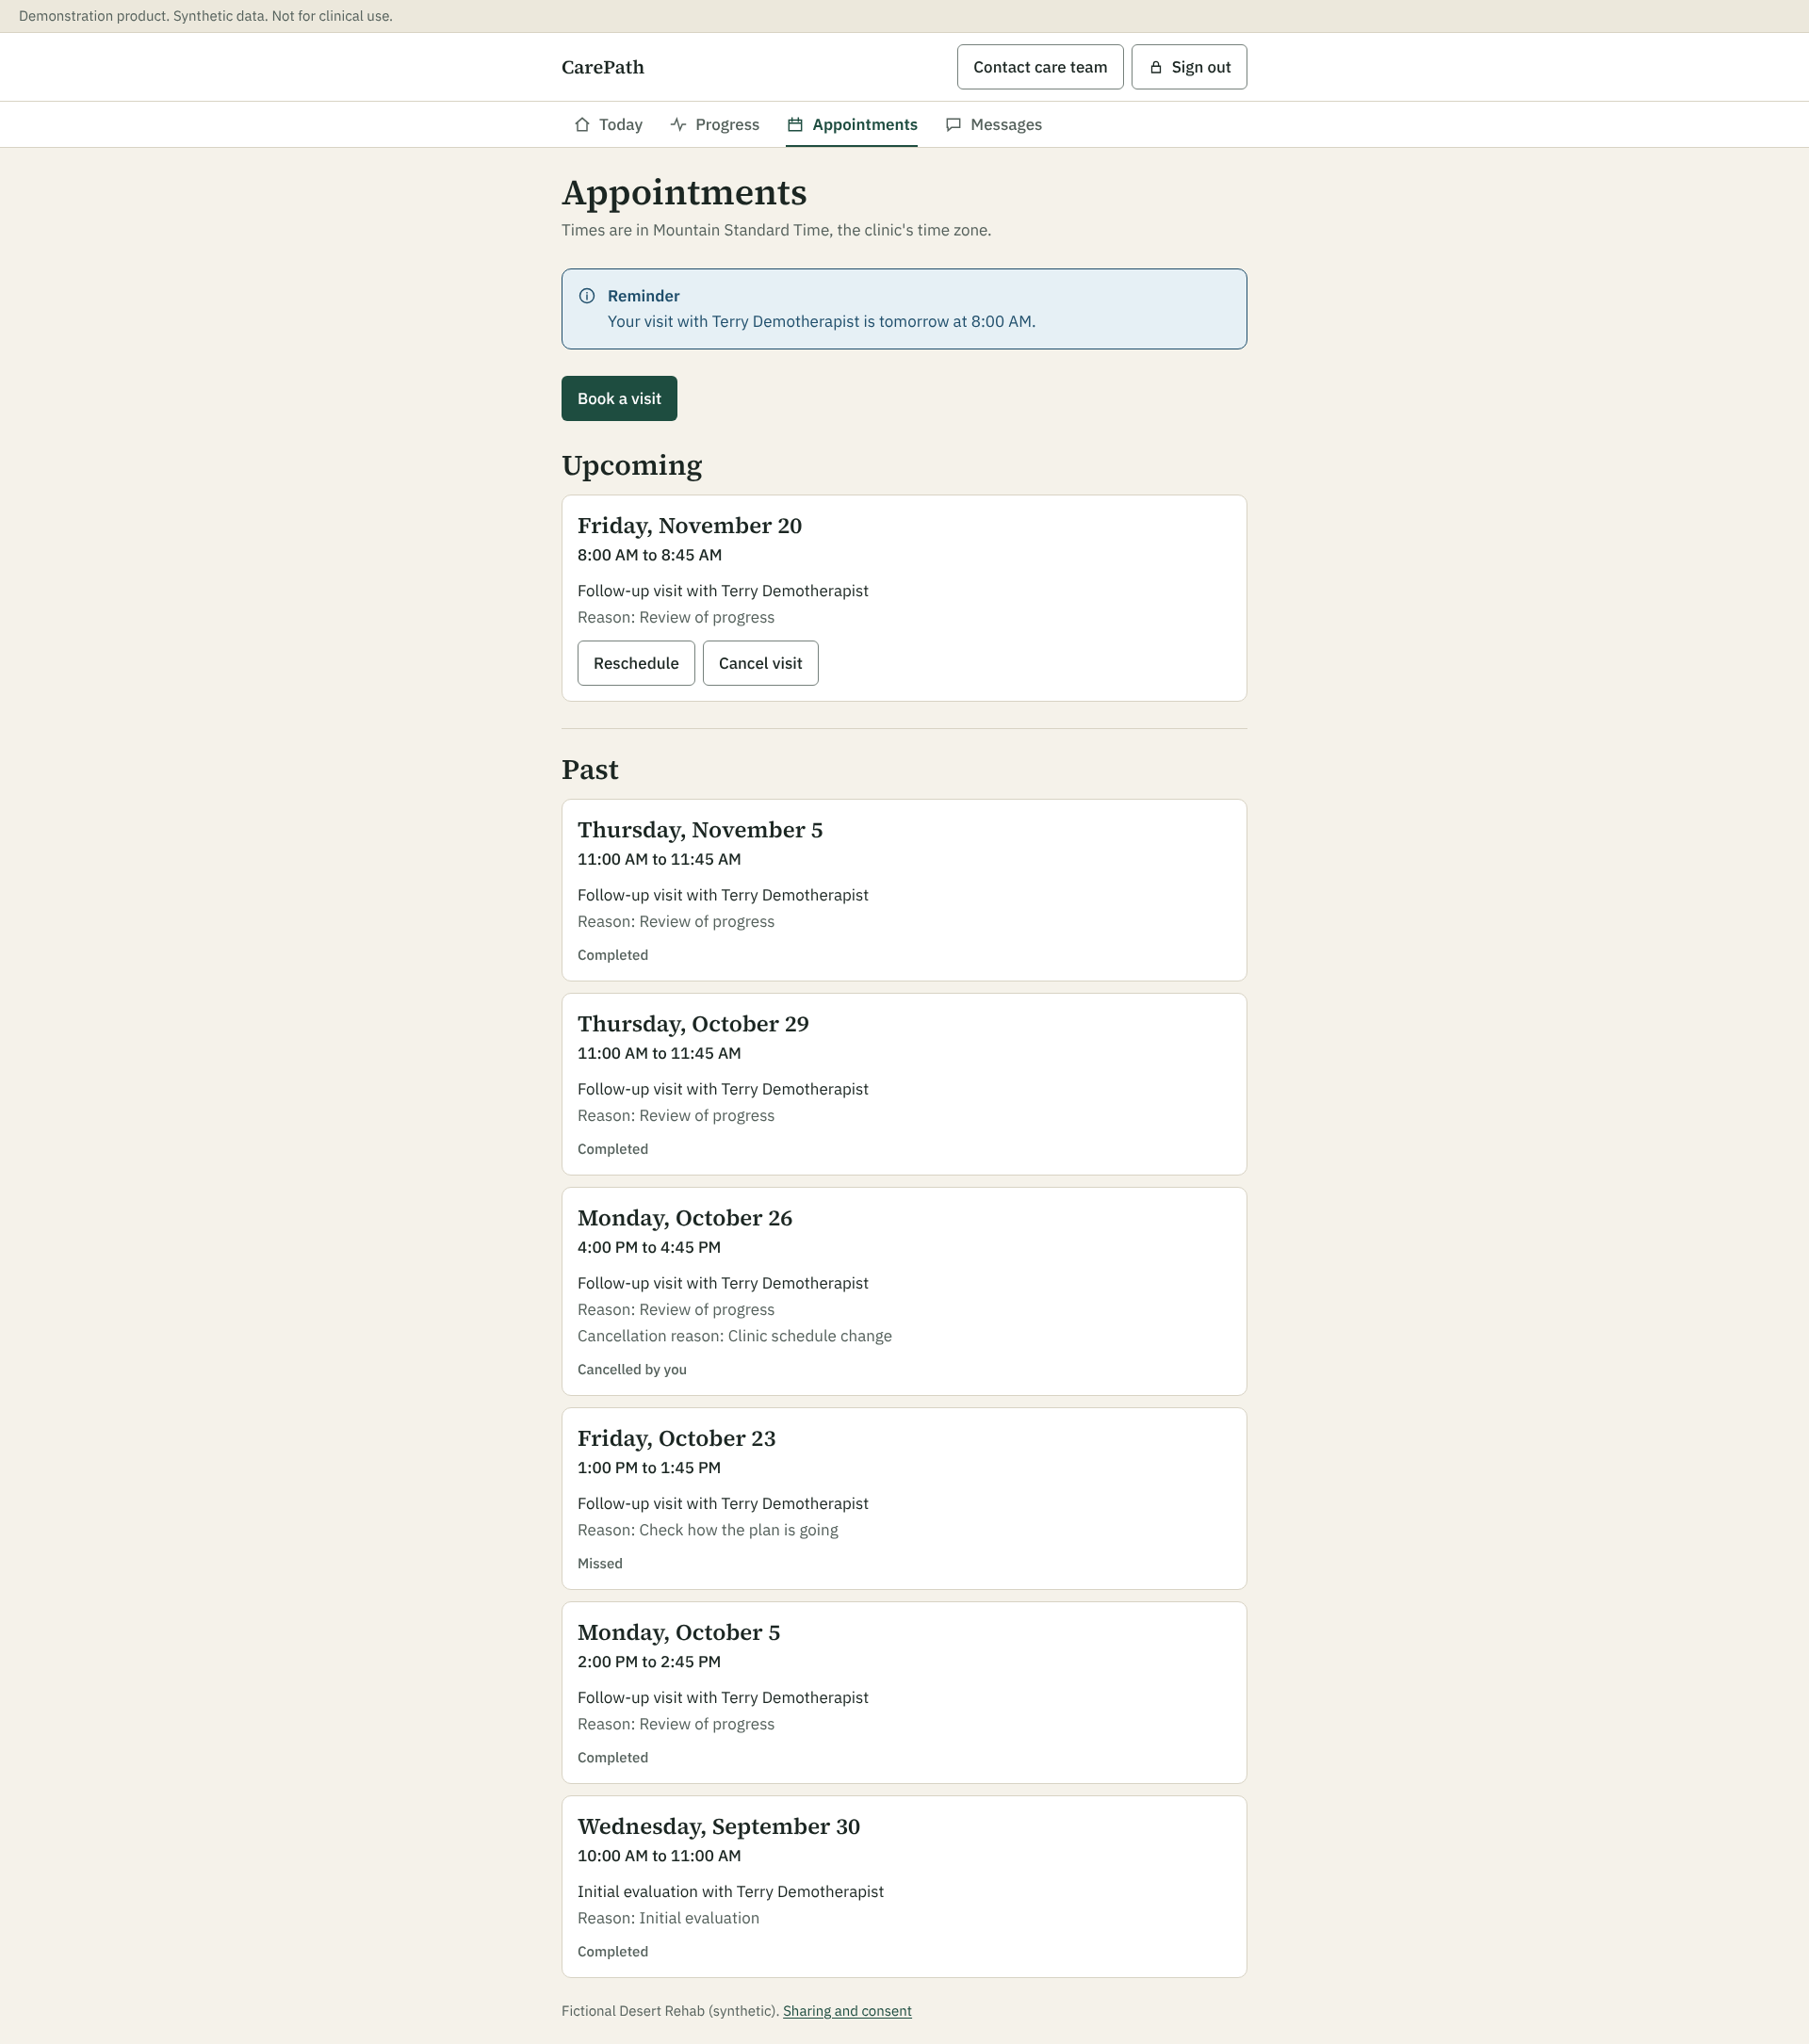 Demonstration product. Synthetic data. Not for clinical use.
CarePath
Contact care team
Sign out
Today
Progress
Appointments
Messages
Appointments
Times are in Mountain Standard Time, the clinic's time zone.
Reminder
Your visit with Terry Demotherapist is tomorrow at 8:00 AM.
Book a visit
Upcoming
Friday, November 20
8:00 AM to 8:45 AM
Follow-up visit with Terry Demotherapist
Reason: Review of progress
Reschedule
Cancel visit
Past
Thursday, November 5
11:00 AM to 11:45 AM
Follow-up visit with Terry Demotherapist
Reason: Review of progress
Completed
Thursday, October 29
11:00 AM to 11:45 AM
Follow-up visit with Terry Demotherapist
Reason: Review of progress
Completed
Monday, October 26
4:00 PM to 4:45 PM
Follow-up visit with Terry Demotherapist
Reason: Review of progress
Cancellation reason: Clinic schedule change
Cancelled by you
Friday, October 23
1:00 PM to 1:45 PM
Follow-up visit with Terry Demotherapist
Reason: Check how the plan is going
Missed
Monday, October 5
2:00 PM to 2:45 PM
Follow-up visit with Terry Demotherapist
Reason: Review of progress
Completed
Wednesday, September 30
10:00 AM to 11:00 AM
Initial evaluation with Terry Demotherapist
Reason: Initial evaluation
Completed
Fictional Desert Rehab (synthetic). Sharing and consent